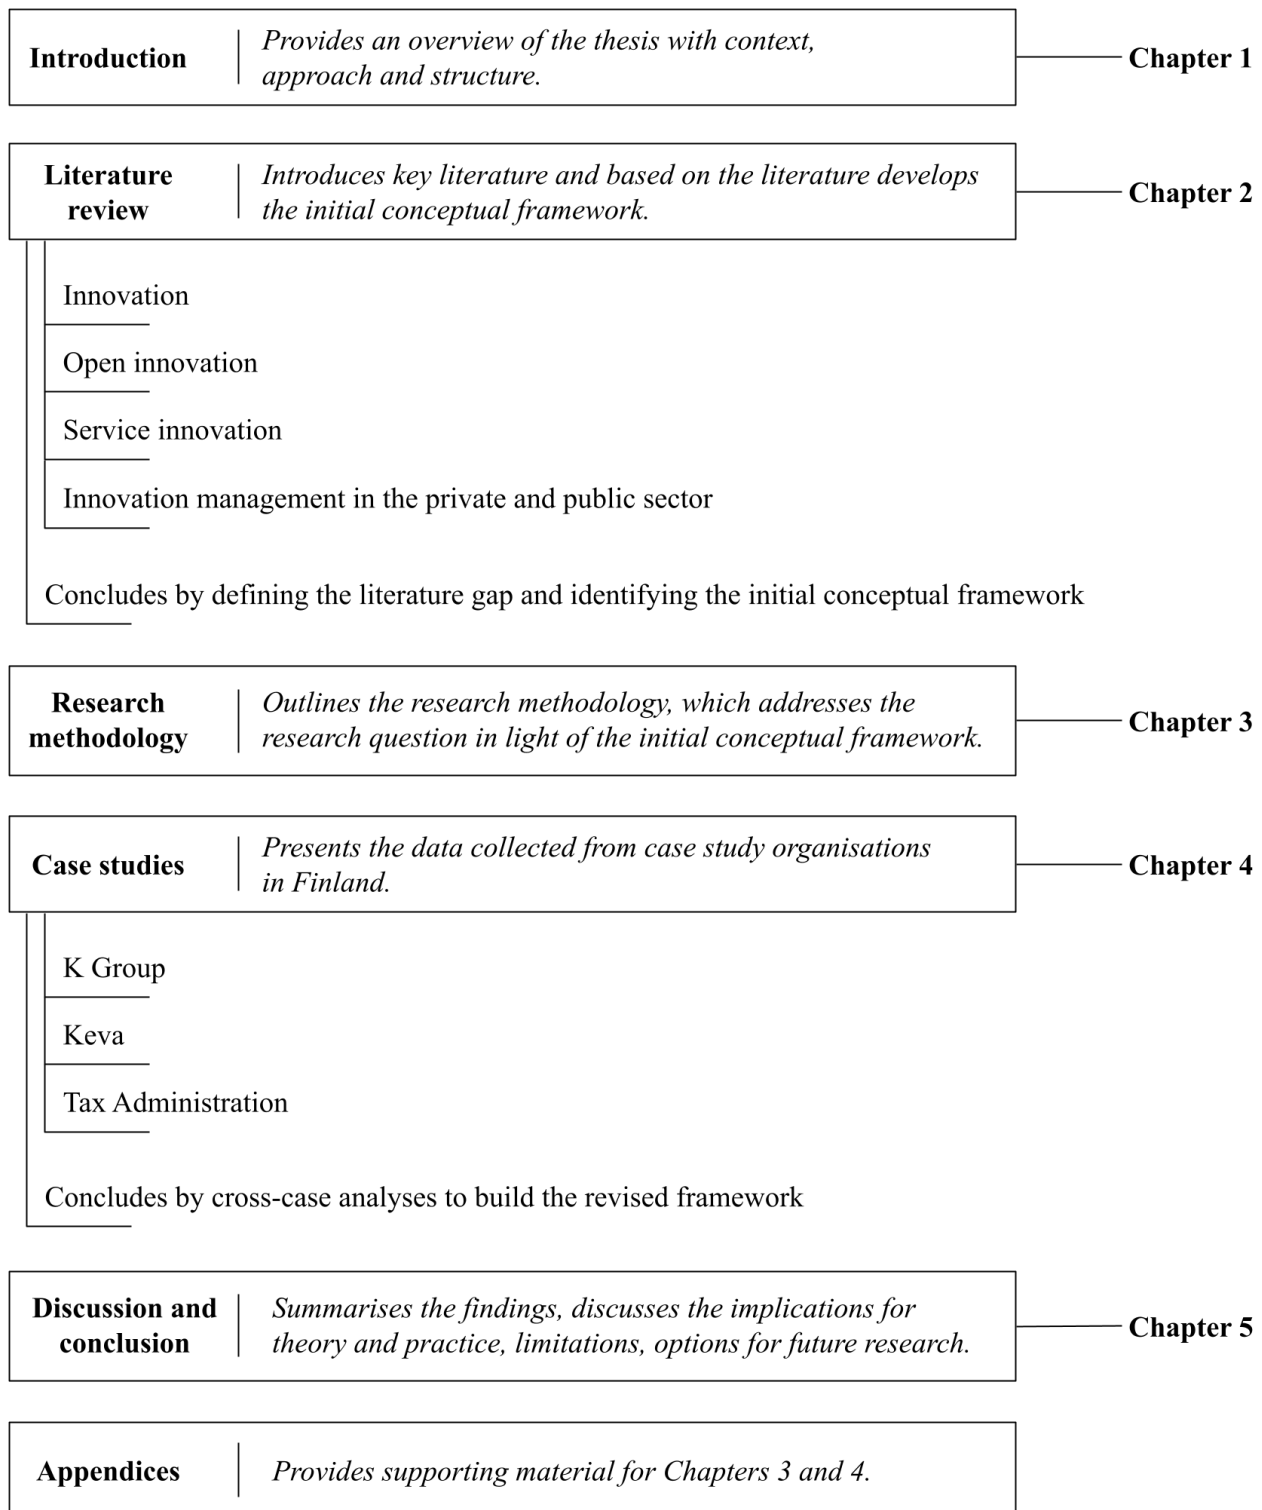 Introduction
Provides an overview of the thesis with context,
approach and structure.
Chapter 1
Literature
review
Introduces key literature and based on the literature develops
the initial conceptual framework.
Chapter 2
Innovation
Open innovation
Service innovation
Innovation management in the private and public sector
Concludes by defining the literature gap and identifying the initial conceptual framework
Research
methodology
Outlines the research methodology, which addresses the
research question in light of the initial conceptual framework.
Chapter 3
Case studies
Presents the data collected from case study organisations
in Finland.
Chapter 4
K Group
Keva
Tax Administration
Concludes by cross-case analyses to build the revised framework
Discussion and
conclusion
Summarises the findings, discusses the implications for
theory and practice, limitations, options for future research.
Chapter 5
Appendices
Provides supporting material for Chapters 3 and 4.